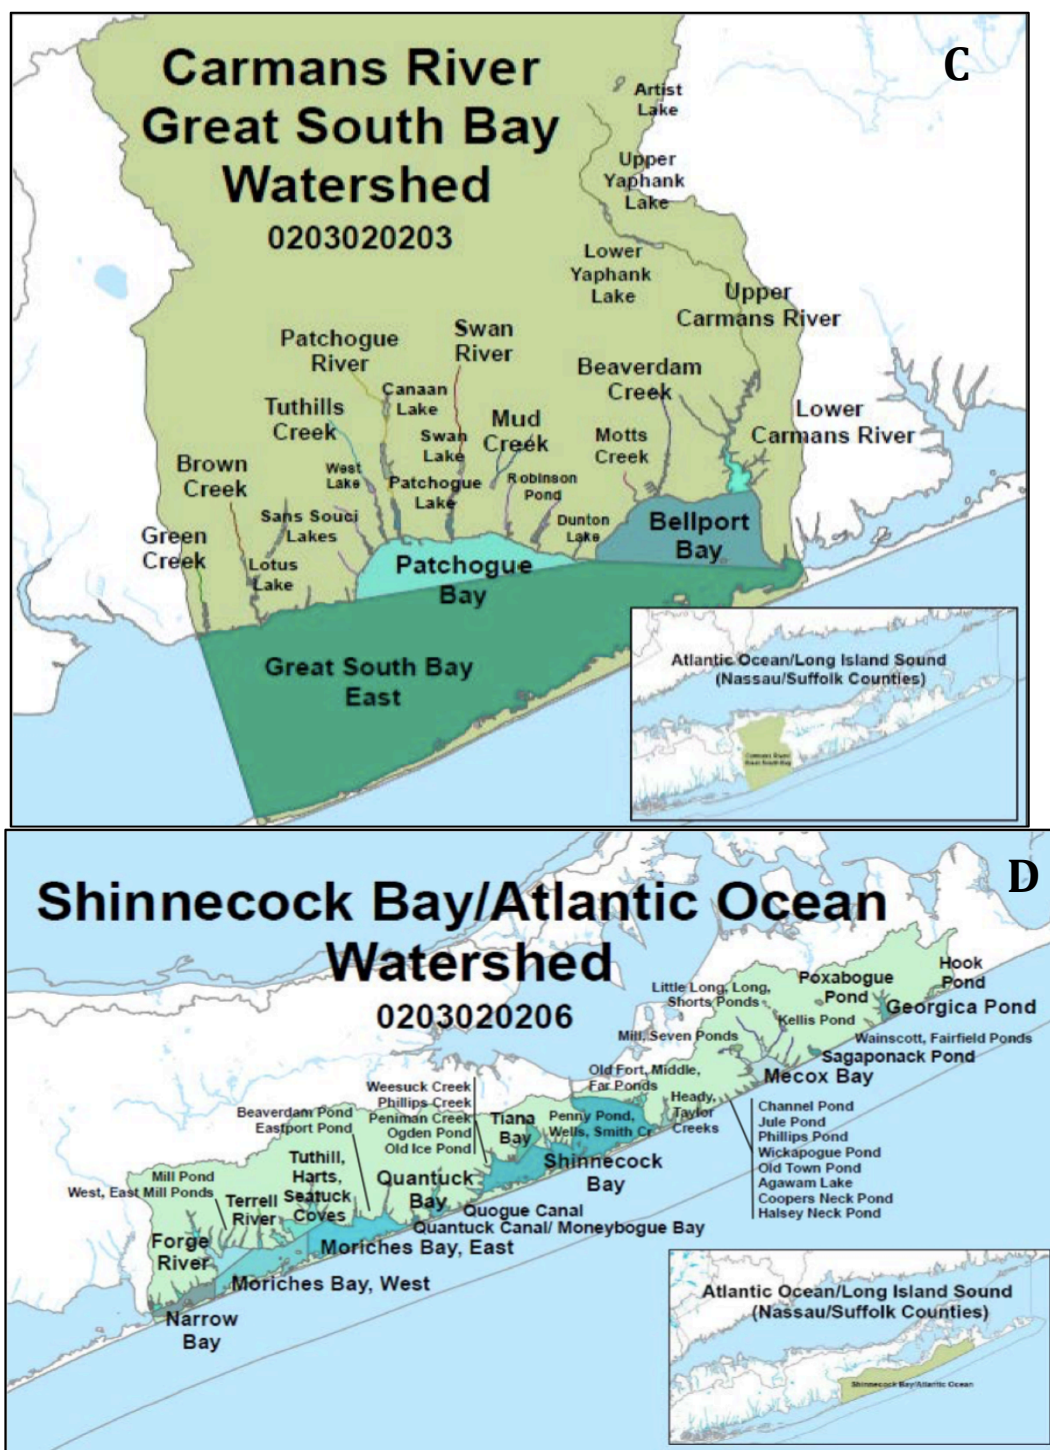 C
Carmans River
Great South Bay
Watershed
0203020203
Artist
Lake
Upper
Yaphank
Lake
Lower
Yaphank
Lake
Upper
Carmans River
Patchogue
River
Swan
River
Beaverdam
Creek
Canaan
Lake
Tuthills
Creek
Mud
Creek
Lower
Carmans River
Swan
Lake
Motts
Creek
Brown
Creek
West
Lake
Patchogue
Lake
Robinson
Pond
Sans Souci
Lakes
Dunton
Lake
Green
Creek
Lotus
Lake
Bellport
Bay
Patchogue
Bay
Great South Bay
East
Atlantic Ocean/Long Island Sound
(Nassau/Suffolk Counties)
Carmans River/
Great South Bay
D
Shinnecock Bay/Atlantic Ocean
Watershed
0203020206
Hook
Pond
Poxabogue
Pond
Little Long, Long,
Shorts Ponds
Georgica Pond
Kellis Pond
Mill, Seven Ponds
Wainscott, Fairfield Ponds
Sagaponack Pond
Old Fort, Middle,
Far Ponds
Mecox Bay
Weesuck Creek
Phillips Creek
Peniman Creek
Ogden Pond
Old Ice Pond
Beaverdam Pond
Eastport Pond
Tiana
Bay
Penny Pond,
Wells, Smith Cr
Heady,
Taylor
Creeks
Channel Pond
Jule Pond
Phillips Pond
Wickapogue Pond
Old Town Pond
Agawam Lake
Coopers Neck Pond
Halsey Neck Pond
Shinnecock
Bay
Tuthill,
Harts,
Seatuck
Coves
Mill Pond
West, East Mill Ponds
Quantuck
Bay
Terrell
River
Quogue Canal
Quantuck Canal/ Moneybogue Bay
Forge
River
Moriches Bay, East
Moriches Bay, West
Narrow
Bay
Atlantic Ocean/Long Island Sound
(Nassau/Suffolk Counties)
Shinnecock Bay/Atlantic Ocean